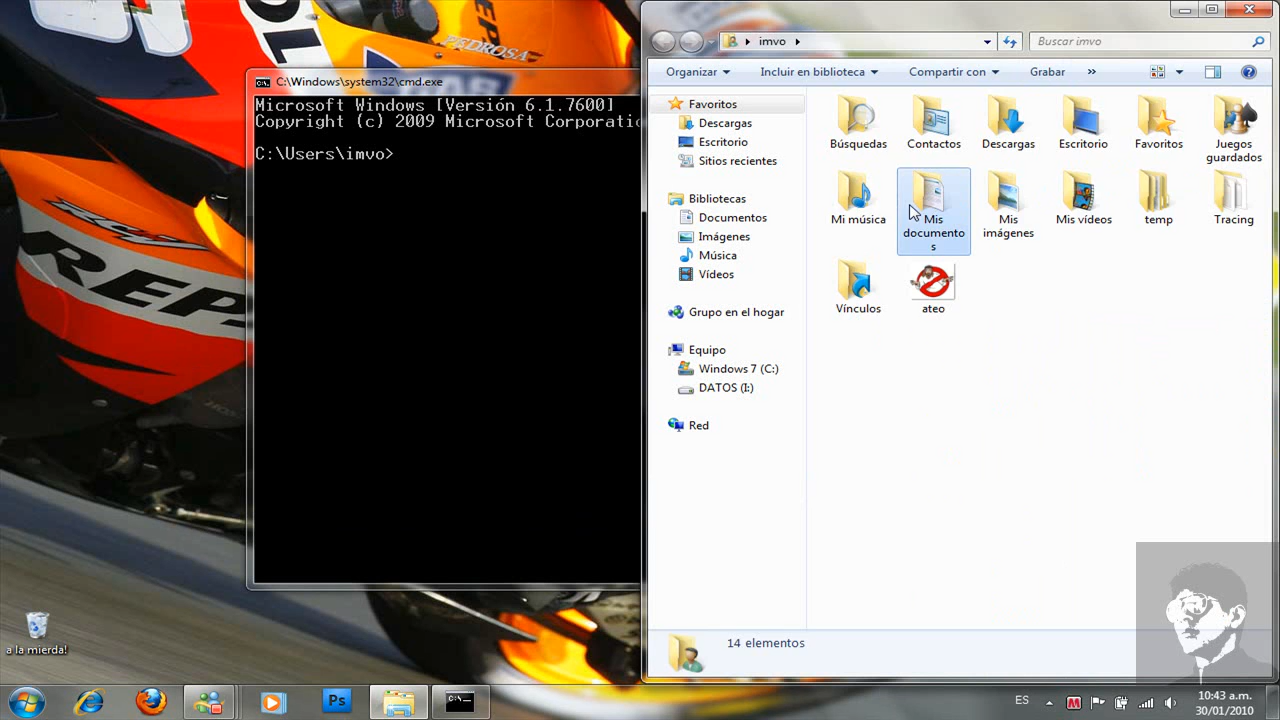 PEDROSA
REPS
C:\Windows\system32\cmd.exe
Microsoft Windows [Versión 6.1.7600]
Copyright (c) 2009 Microsoft Corporatio
C:\Users\imvo>
imvo
Buscar imvo
Organizar
Incluir en biblioteca
Compartir con
Grabar
»
Favoritos
Descargas
Escritorio
Sitios recientes
Bibliotecas
Documentos
Imágenes
Música
Vídeos
Grupo en el hogar
Equipo
Windows 7 (C:)
DATOS (I:)
Red
Búsquedas
Contactos
Descargas
Escritorio
Favoritos
Juegos
guardados
Mi música
Mis
documento
s
Mis
imágenes
Mis vídeos
temp
Tracing
Vínculos
ateo
14 elementos
a la mierda!
Ps
C:\
ES
10:43 a.m.
30/01/2010